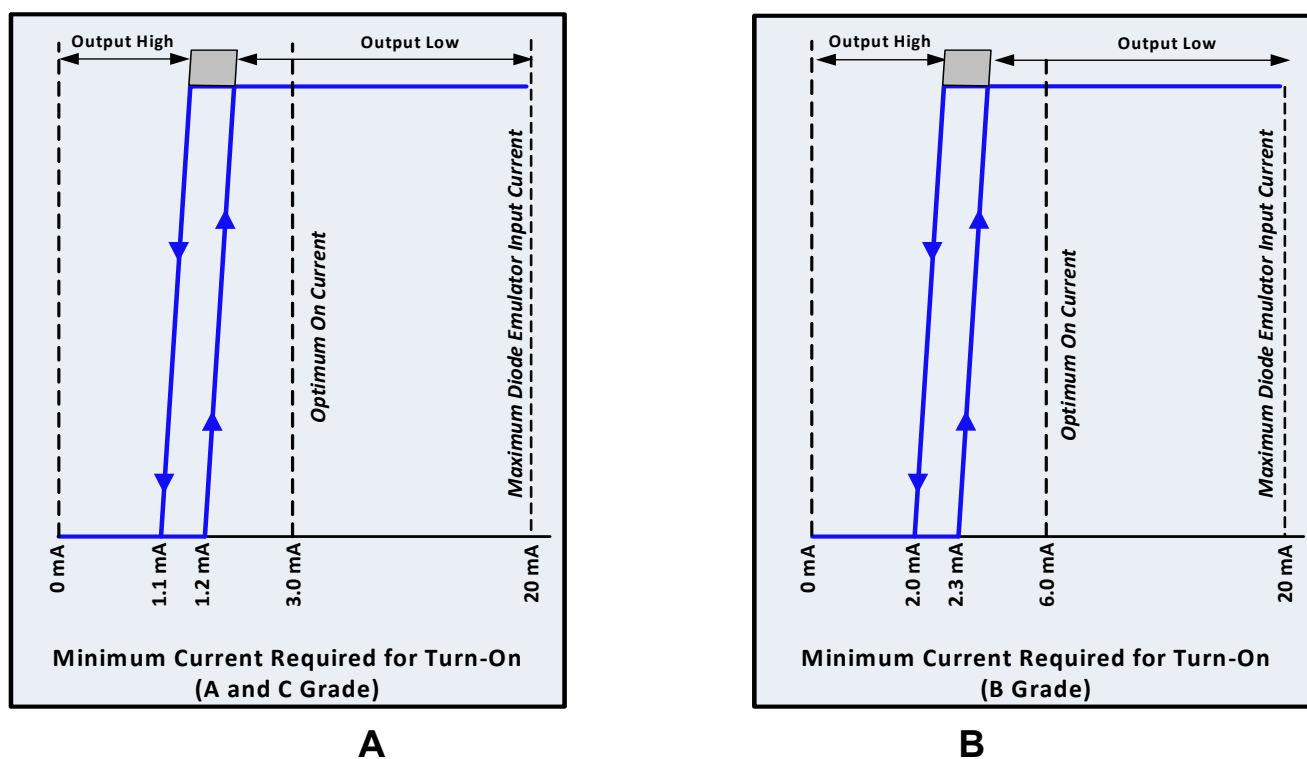 Output High
Output Low
Optimum On Current
Maximum Diode Emulator Input Current
0 mA
1.1 mA
1.2 mA
3.0 mA
20 mA
Minimum Current Required for Turn-On
(A and C Grade)
A
Output High
Output Low
Optimum On Current
Maximum Diode Emulator Input Current
0 mA
2.0 mA
2.3 mA
6.0 mA
20 mA
Minimum Current Required for Turn-On
(B Grade)
B